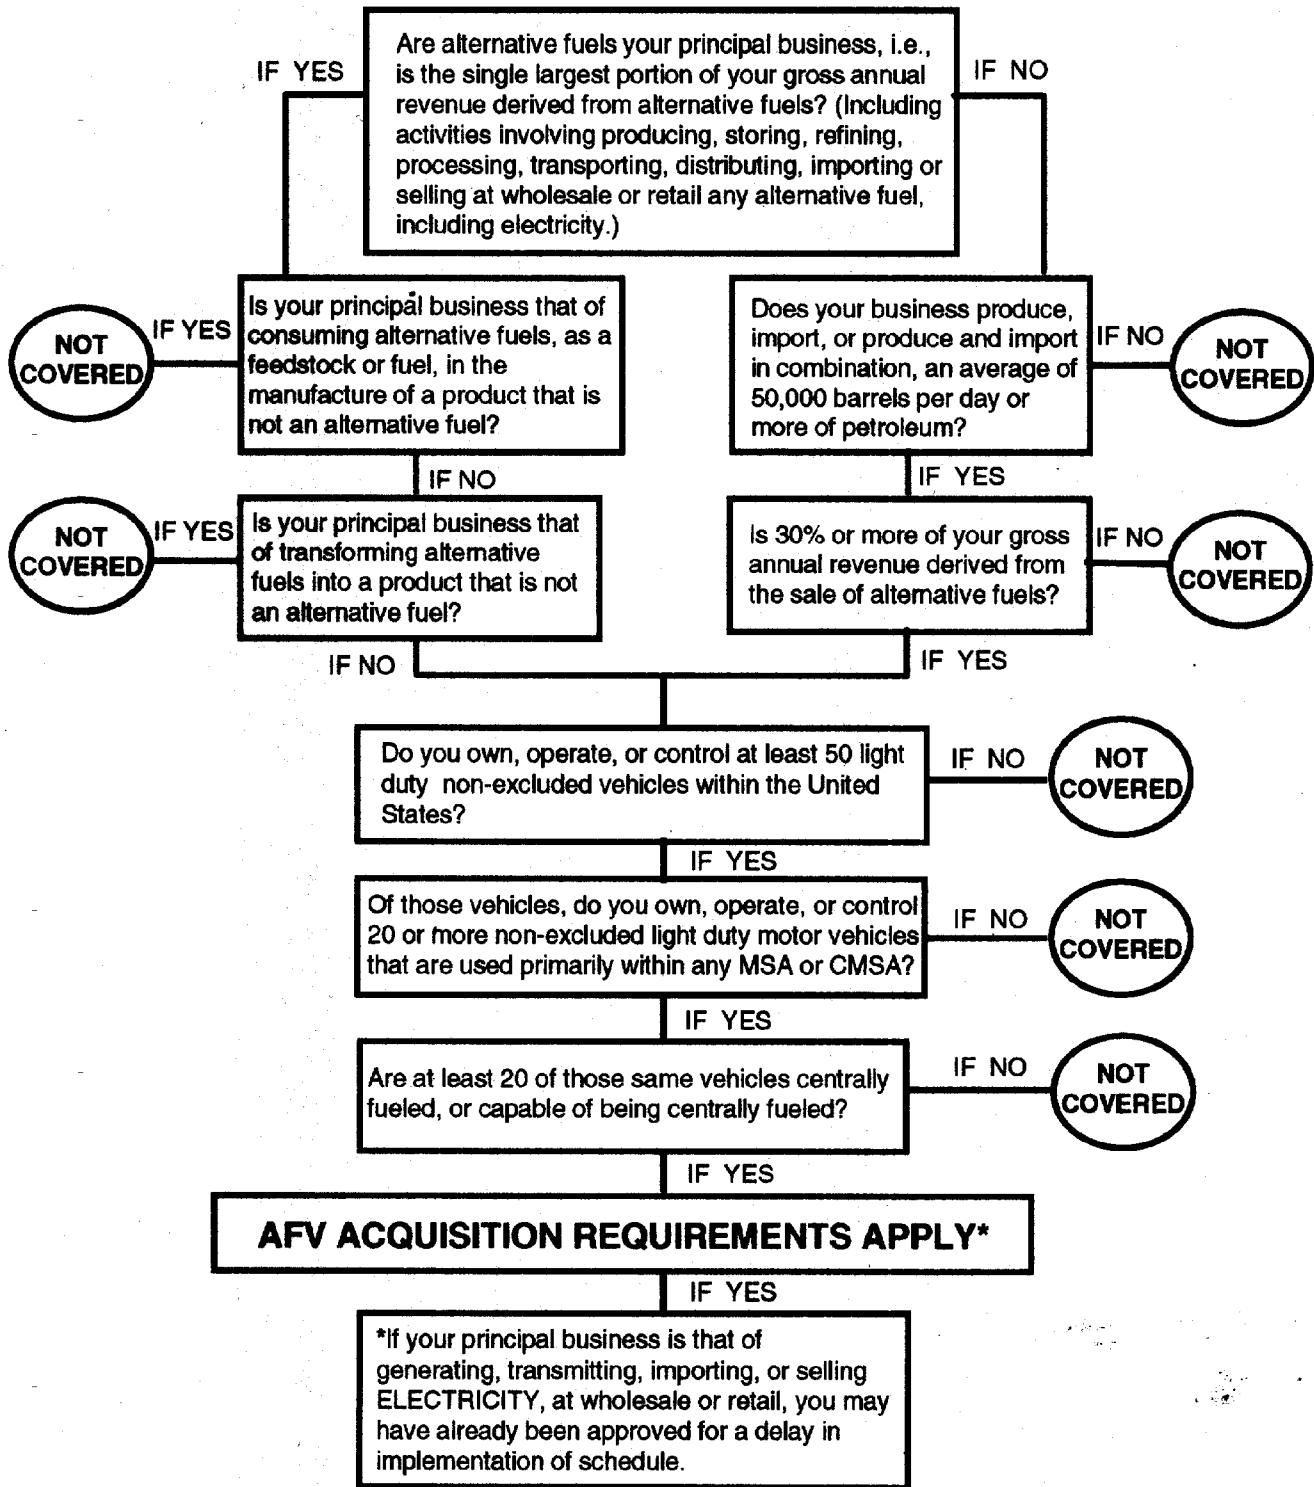 Are alternative fuels your principal business, i.e.,
is the single largest portion of your gross annual
revenue derived from alternative fuels? (Including
activities involving producing, storing, refining,
processing, transporting, distributing, importing or
selling at wholesale or retail any alternative fuel,
including electricity.)
IF YES
IF NO
Is your principal business that of
consuming alternative fuels, as a
feedstock or fuel, in the
manufacture of a product that is
not an alternative fuel?
IF YES
NOT
COVERED
IF NO
Does your business produce,
import, or produce and import
in combination, an average of
50,000 barrels per day or
more of petroleum?
IF NO
NOT
COVERED
IF YES
Is your principal business that
of transforming alternative
fuels into a product that is not
an alternative fuel?
IF YES
NOT
COVERED
IF NO
Is 30% or more of your gross
annual revenue derived from
the sale of alternative fuels?
IF NO
NOT
COVERED
IF YES
Do you own, operate, or control at least 50 light
duty non-excluded vehicles within the United
States?
IF NO
NOT
COVERED
IF YES
Of those vehicles, do you own, operate, or control
20 or more non-excluded light duty motor vehicles
that are used primarily within any MSA or CMSA?
IF NO
NOT
COVERED
IF YES
Are at least 20 of those same vehicles centrally
fueled, or capable of being centrally fueled?
IF NO
NOT
COVERED
IF YES
AFV ACQUISITION REQUIREMENTS APPLY*
IF YES
*If your principal business is that of
generating, transmitting, importing, or selling
ELECTRICITY, at wholesale or retail, you may
have already been approved for a delay in
implementation of schedule.